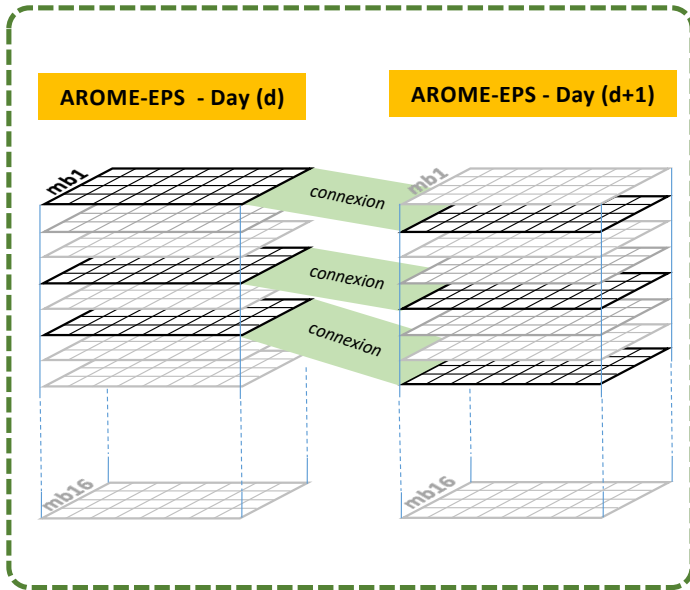 AROME-EPS - Day (d)
AROME-EPS - Day (d+1)
mb1
connexion
mb1
connexion
connexion
mb16
mb16